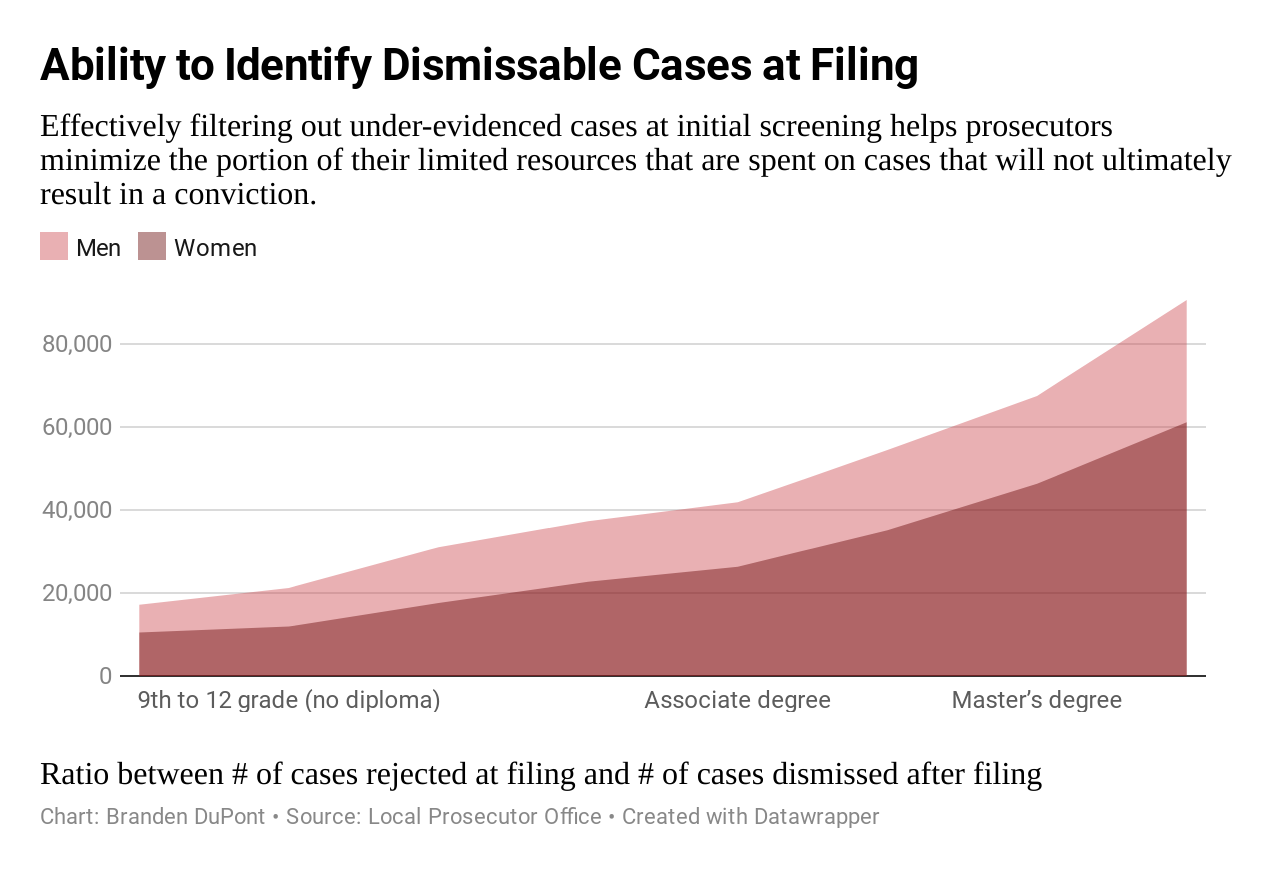 Ability to Identify Dismissable Cases at Filing
Effectively filtering out under-evidenced cases at initial screening helps prosecutors
minimize the portion of their limited resources that are spent on cases that will not ultimately
result in a conviction.
Men Women
80,000
60,000
40,000
20,000
0
9th to 12 grade (no diploma) Associate degree Master’s degree
Ratio between # of cases rejected at filing and # of cases dismissed after filing
Chart: Branden DuPont • Source: Local Prosecutor Office • Created with Datawrapper